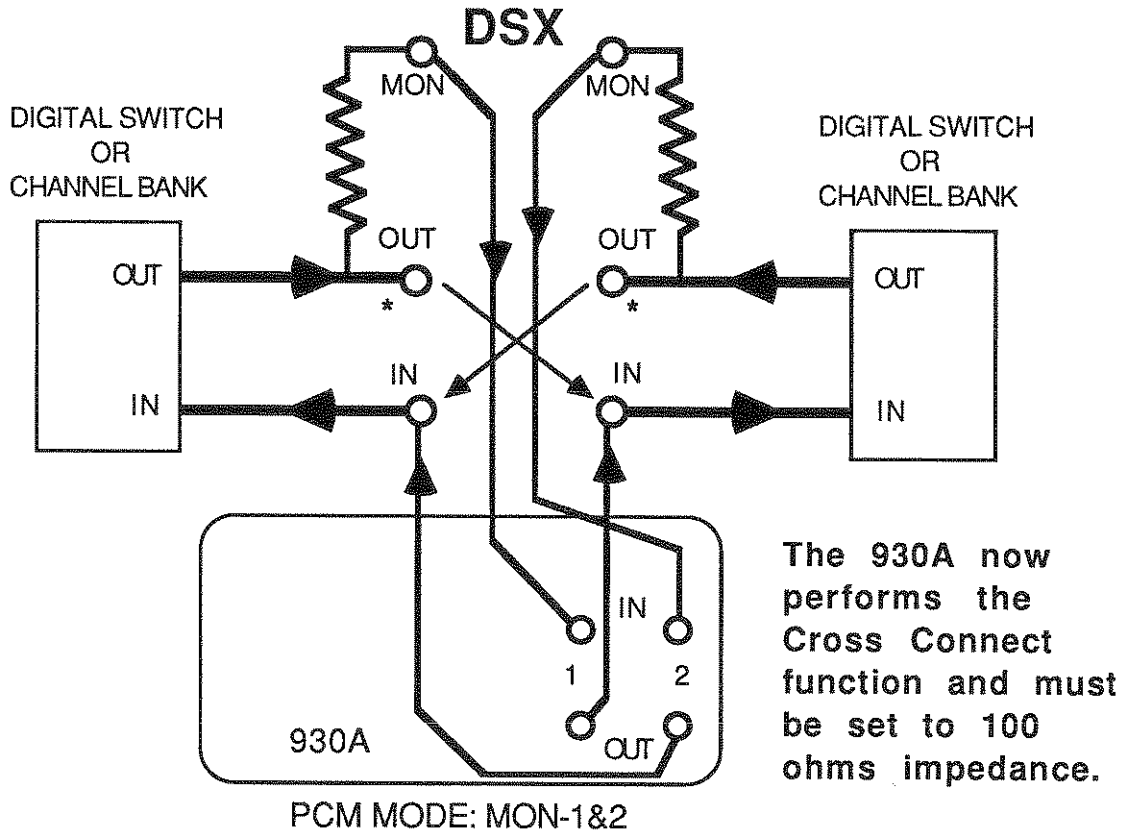 DSX
MON
MON
DIGITAL SWITCH
OR
CHANNEL BANK
DIGITAL SWITCH
OR
CHANNEL BANK
OUT
OUT
OUT
OUT
*
*
IN
IN
IN
IN
The 930A now
performs the
Cross Connect
function and must
be set to 100
ohms impedance.
IN
1
2
930A
OUT
PCM MODE: MON-1&2